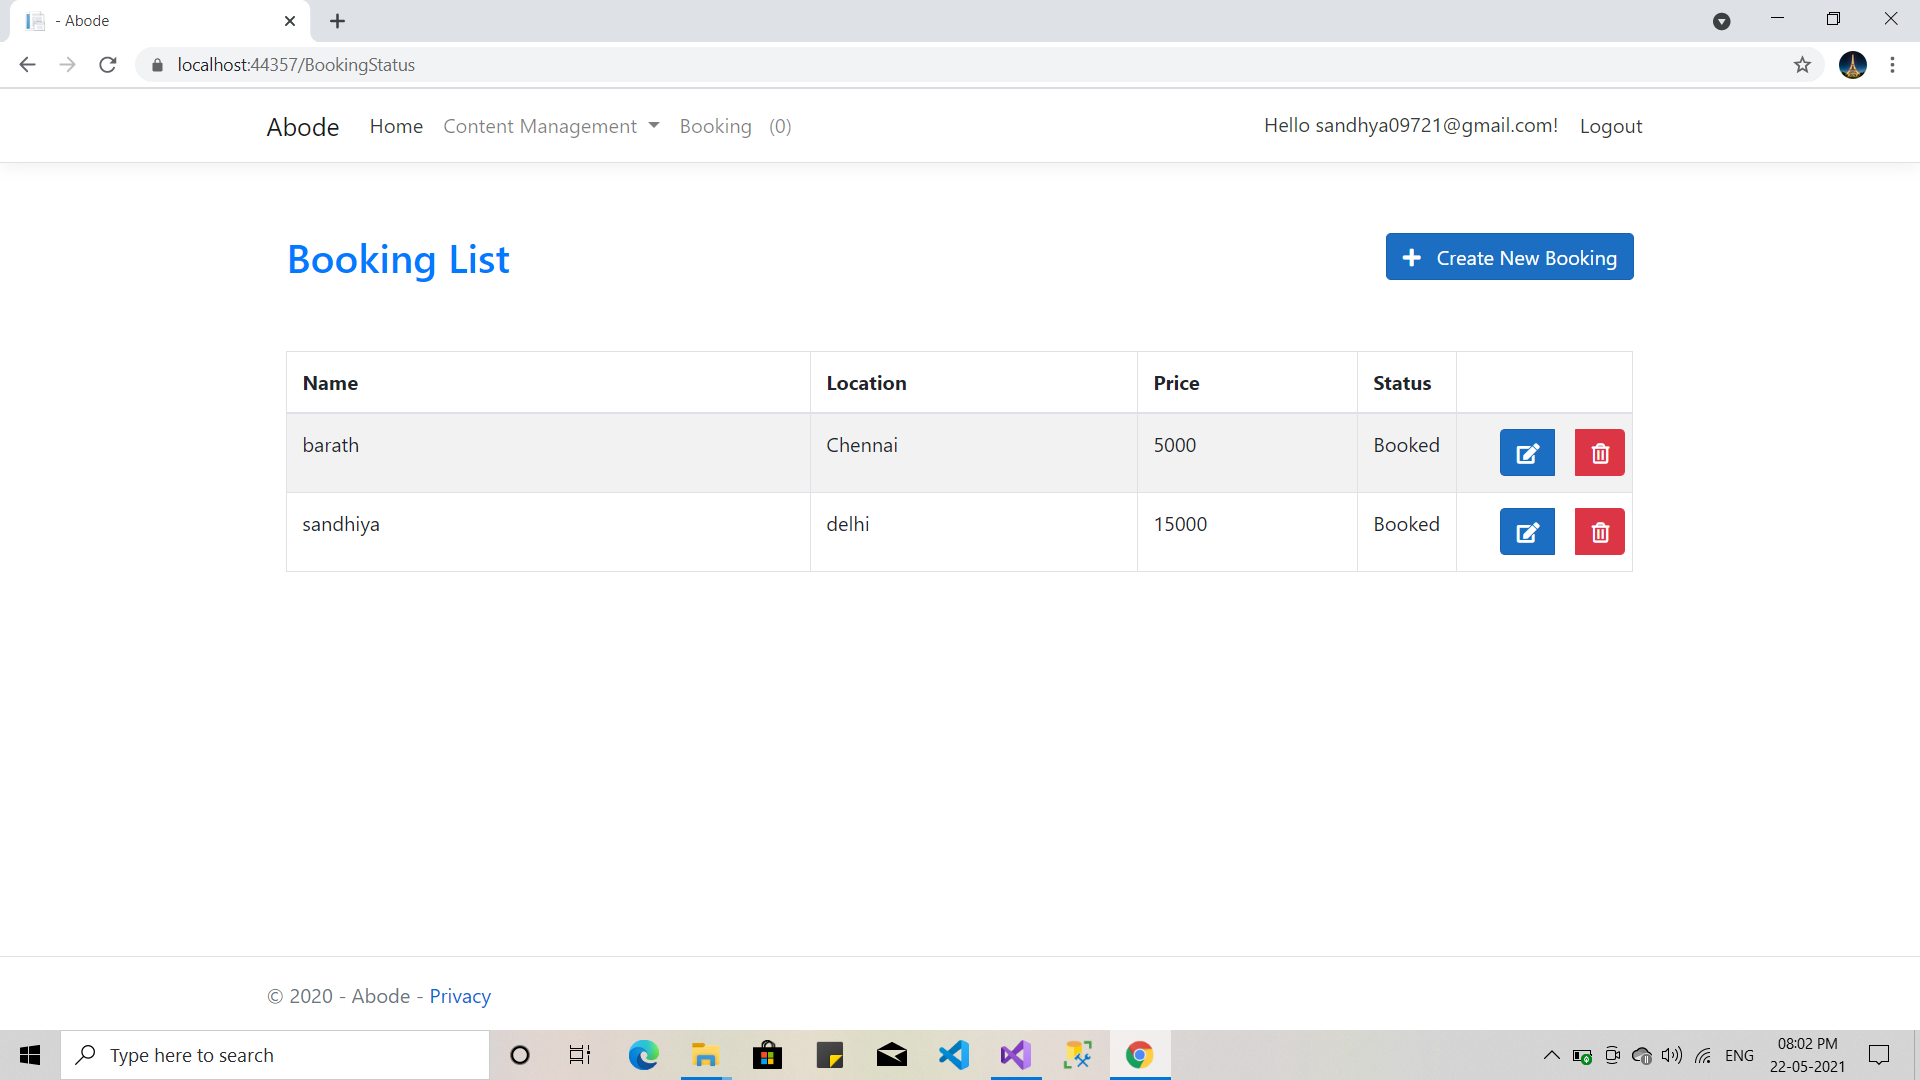 - Abode
localhost:44357/BookingStatus
Abode Home Content Management Booking (0) Hello sandhya09721@gmail.com! Logout
Booking List Create New Booking
Name Location Price Status
barath Chennai 5000 Booked
sandhiya delhi 15000 Booked
© 2020 - Abode - Privacy
Type here to search ENG 08:02 PM
22-05-2021